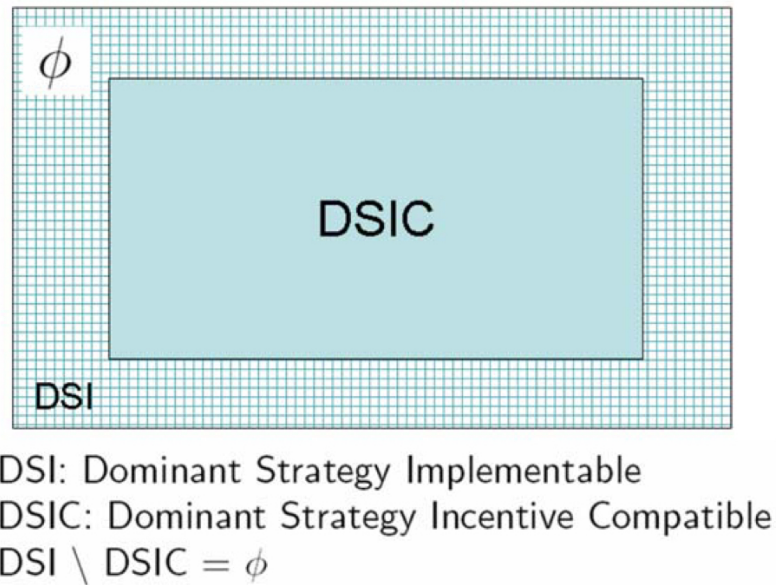 ϕ
DSIC
DSI
DSI: Dominant Strategy Implementable
DSIC: Dominant Strategy Incentive Compatible
DSI \ DSIC = ϕ